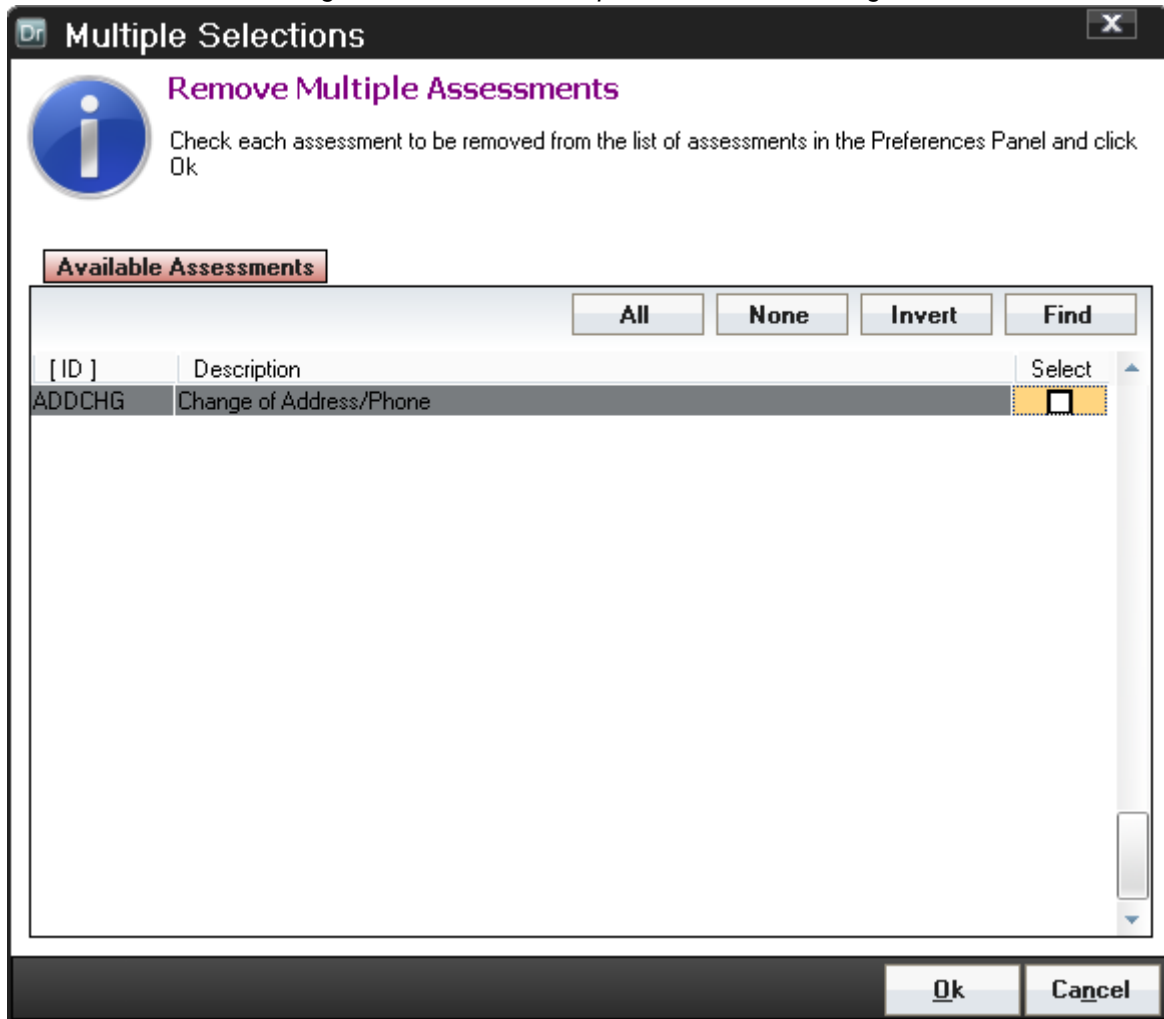 Dr Multiple Selections X
Remove Multiple Assessments
Check each assessment to be removed from the list of assessments in the Preferences Panel and click
Ok
Available Assessments
All None Invert Find
[ ID ] Description Select
ADDCHG Change of Address/Phone
Ok Cancel